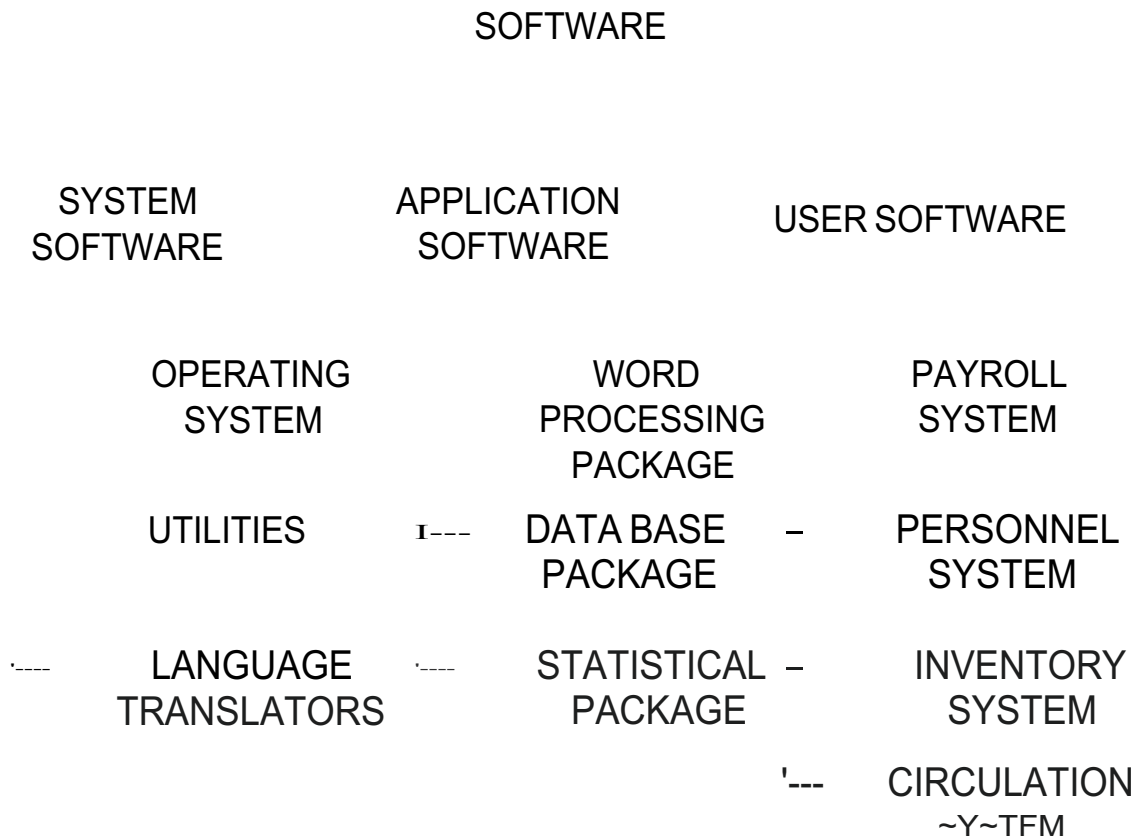 SOFTWARE
SYSTEM
SOFTWARE
APPLICATION
SOFTWARE
USER SOFTWARE
OPERATING
SYSTEM
WORD
PROCESSING
PACKAGE
PAYROLL
SYSTEM
UTILITIES
I--- DATA BASE
PACKAGE
– PERSONNEL
SYSTEM
'---- LANGUAGE
TRANSLATORS
'---- STATISTICAL
PACKAGE
– INVENTORY
SYSTEM
'--- CIRCULATION
~Y~TFM